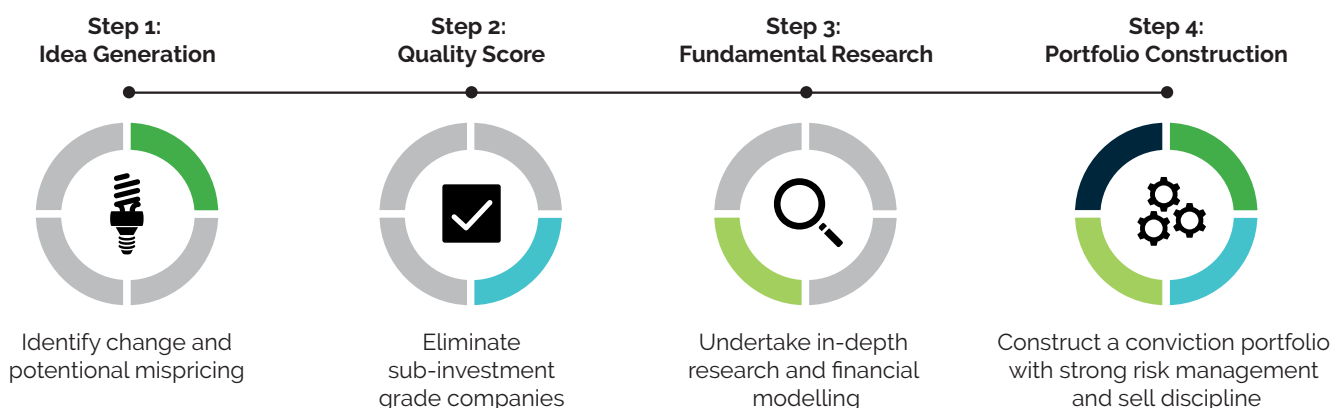 Step 1:
Idea Generation
Step 2:
Quality Score
Step 3:
Fundamental Research
Step 4:
Portfolio Construction
Identify change and
potential mispricing
Eliminate
sub-investment
grade companies
Undertake in-depth
research and financial
modelling
Construct a conviction portfolio
with strong risk management
and sell discipline